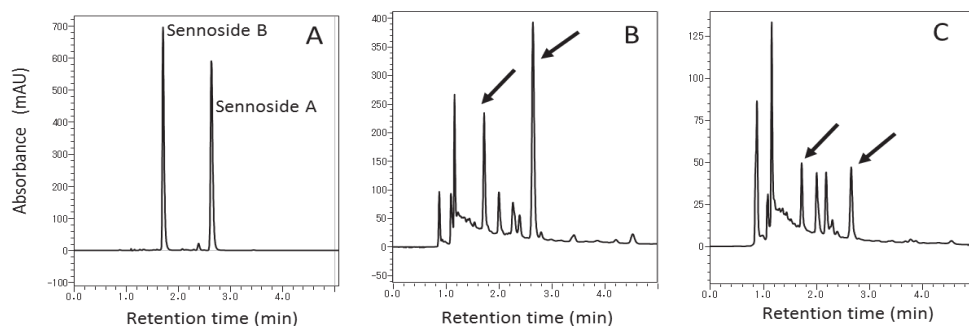 A
Sennoside B
Sennoside A
Absorbance (mAU)
700
600
500
400
300
200
100
0
-100
0.0 1.0 2.0 3.0 4.0
Retention time (min)
B
400
350
300
250
200
150
100
50
0
-50
0.0 1.0 2.0 3.0 4.0
Retention time (min)
C
125
100
75
50
25
0
0.0 1.0 2.0 3.0 4.0
Retention time (min)